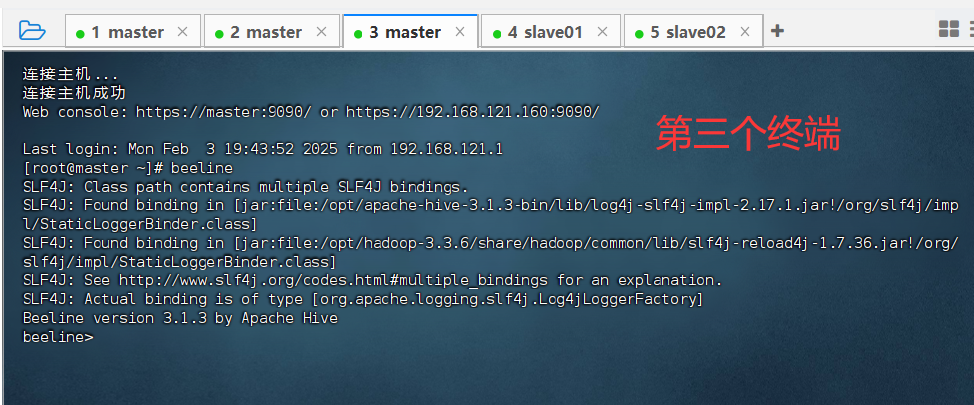 1 master × 2 master × 3 master × 4 slave01 × 5 slave02 × +
连接主机...
连接主机成功
Web console: https://master:9090/ or https://192.168.121.160:9090/
第三个终端
Last login: Mon Feb  3 19:43:52 2025 from 192.168.121.1
[root@master ~]# beeline
SLF4J: Class path contains multiple SLF4J bindings.
SLF4J: Found binding in [jar:file:/opt/apache-hive-3.1.3-bin/lib/log4j-slf4j-impl-2.17.1.jar!/org/slf4j/imp
l/StaticLoggerBinder.class]
SLF4J: Found binding in [jar:file:/opt/hadoop-3.3.6/share/hadoop/common/lib/slf4j-reload4j-1.7.36.jar!/org/
slf4j/impl/StaticLoggerBinder.class]
SLF4J: See http://www.slf4j.org/codes.html#multiple_bindings for an explanation.
SLF4J: Actual binding is of type [org.apache.logging.slf4j.Log4jLoggerFactory]
Beeline version 3.1.3 by Apache Hive
beeline>